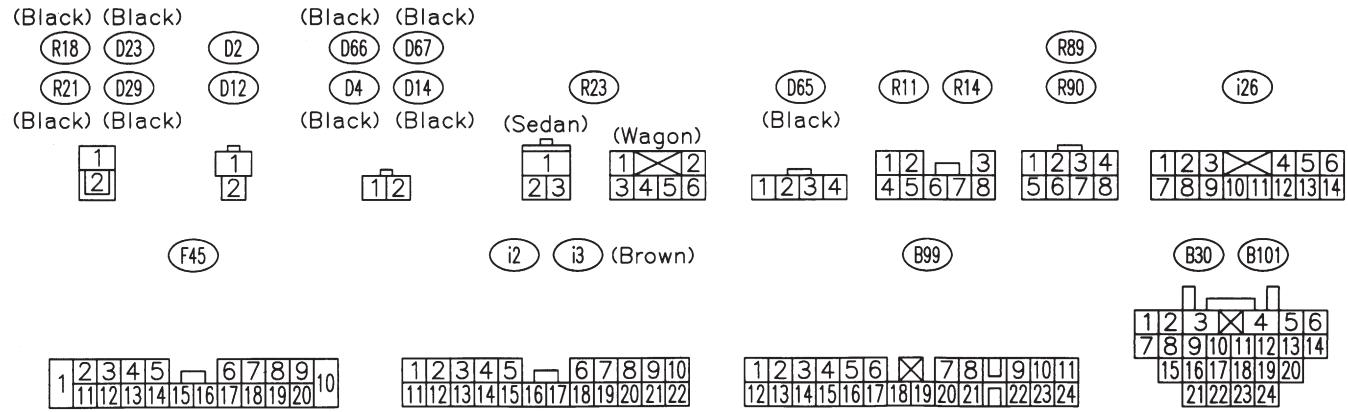 (Black) (Black) (Black) (Black)
R18 D23 D2 D66 D67 R89
R21 D29 D12 D4 D14 R23 D65 R11 R14 R90 i26
(Black) (Black) (Black) (Black) (Sedan) (Wagon) (Black)
1 1 1 1 2 1 2 3 1 2 3 4 1 2 3 4 5 6
2 2 1 2 2 3 3 4 5 6 1 2 3 4 4 5 6 7 8 5 6 7 8 7 8 9 10 11 12 13 14
F45 i2 i3 (Brown) B99 B30 B101
1 2 3 4 5 6
7 8 9 10 11 12 13 14
1 2 3 4 5 6 7 8 9 10 1 2 3 4 5 6 7 8 9 10 1 2 3 4 5 6 7 8 9 10 11 15 16 17 18 19 20
11 12 13 14 15 16 17 18 19 20 11 12 13 14 15 16 17 18 19 20 21 22 12 13 14 15 16 17 18 19 20 21 22 23 24 21 22 23 24